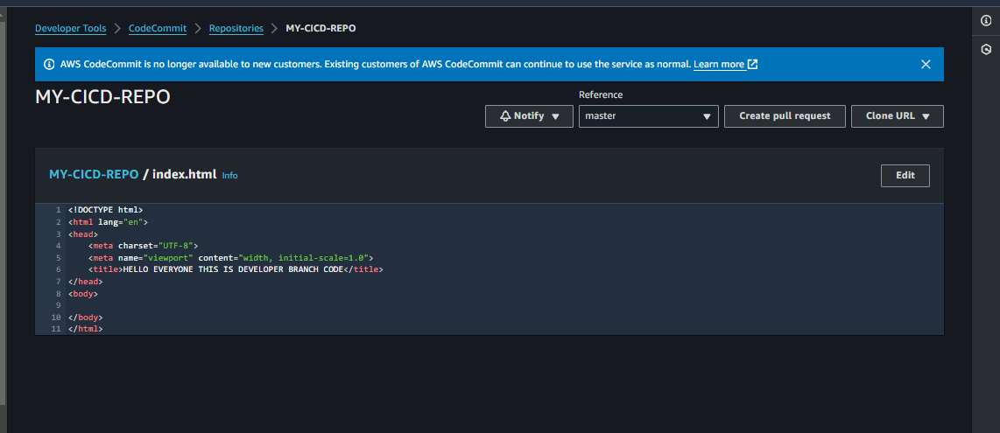 Developer Tools > CodeCommit > Repositories > MY-CICD-REPO
AWS CodeCommit is no longer available to new customers. Existing customers of AWS CodeCommit can continue to use the service as normal. Learn more
MY-CICD-REPO
Reference
Notify master Create pull request Clone URL
MY-CICD-REPO / index.html Info
Edit
1 <!DOCTYPE html>
2 <html lang="en">
3 <head>
4     <meta charset="UTF-8">
5     <meta name="viewport" content="width, initial-scale=1.0">
6     <title>HELLO EVERYONE THIS IS DEVELOPER BRANCH CODE</title>
7 </head>
8 <body>
9
10 </body>
11 </html>